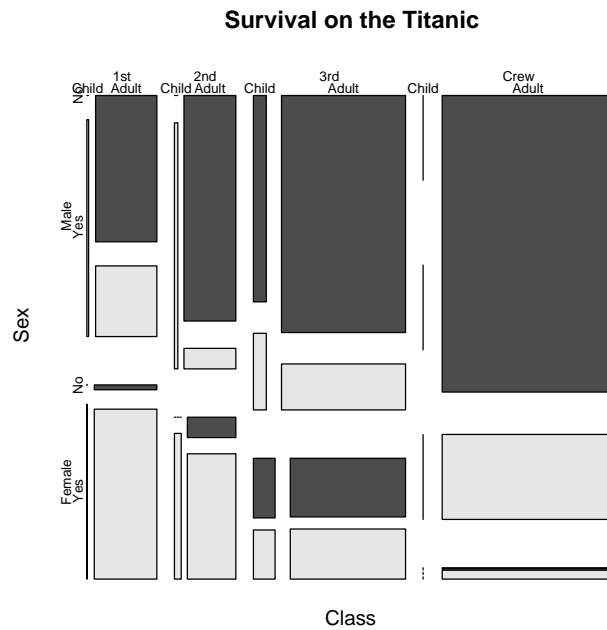 Survival on the Titanic
1st 2nd 3rd Crew
Child Adult Child Adult Child Adult Child Adult
Sex
Male
No Yes
Female
No Yes
Class